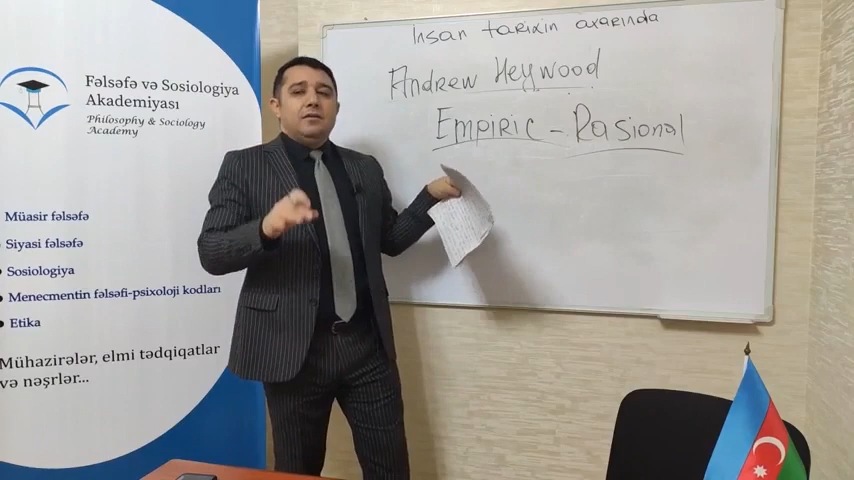 Fəlsəfə və Sosiologiya
Akademiyası
Philosophy & Sociology
Academy
Müasir fəlsəfə
Siyasi fəlsəfə
Sosiologiya
Menecmentin fəlsəfi-psixoloji kodları
Etika
Mühazirələr, elmi tədqiqatlar
və nəşrlər...
İnsan tarixin axarında
Andrew Heywood
Empiric - Rasional